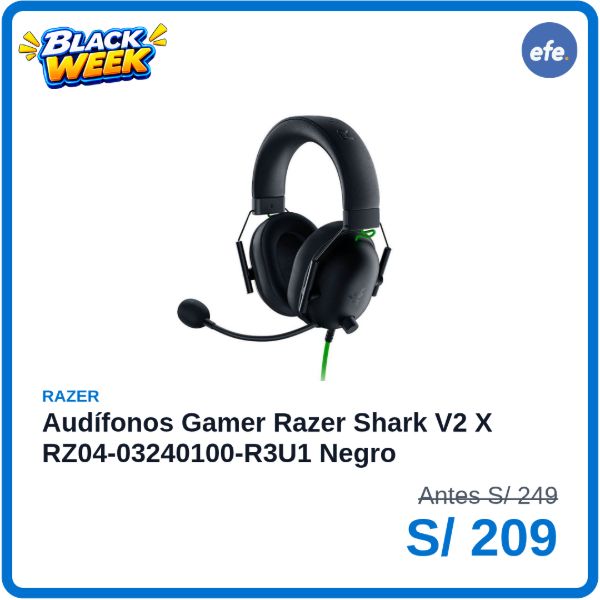 BLACK
WEEK
efe.
RAZER
Audífonos Gamer Razer Shark V2 X
RZ04-03240100-R3U1 Negro
Antes S/ 249
S/ 209